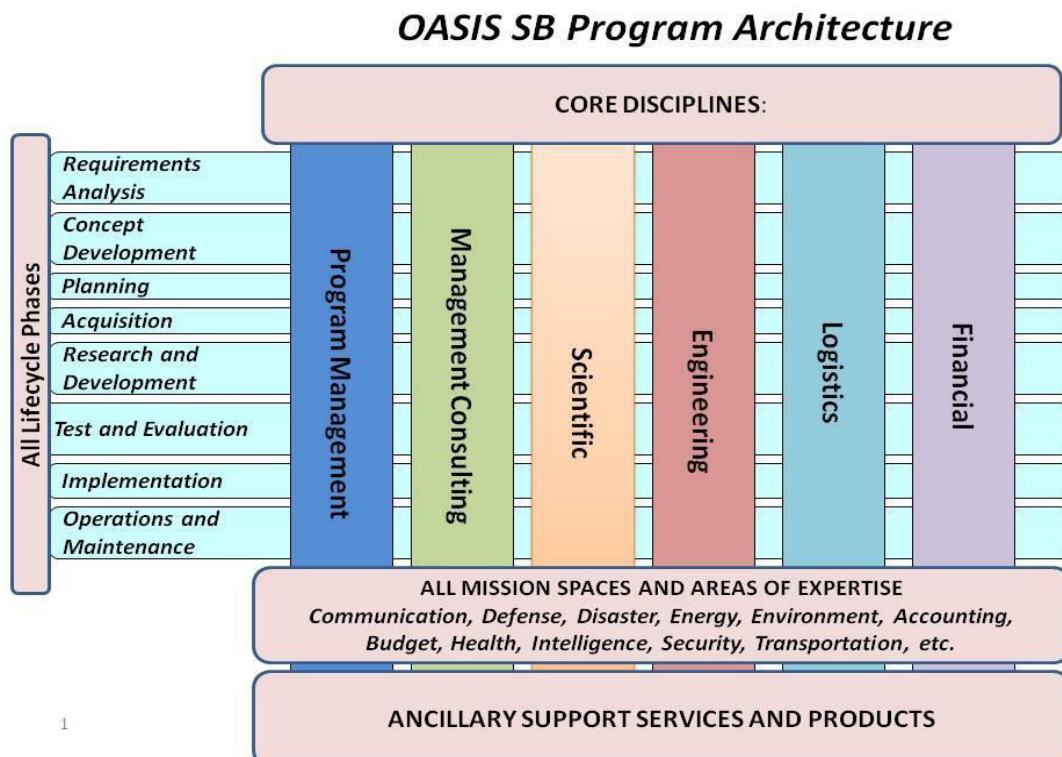 OASIS SB Program Architecture
CORE DISCIPLINES:
All Lifecycle Phases
Requirements
Analysis
Concept
Development
Planning
Acquisition
Research and
Development
Test and Evaluation
Implementation
Operations and
Maintenance
Program Management
Management Consulting
Scientific
Engineering
Logistics
Financial
ALL MISSION SPACES AND AREAS OF EXPERTISE
Communication, Defense, Disaster, Energy, Environment, Accounting,
Budget, Health, Intelligence, Security, Transportation, etc.
ANCILLARY SUPPORT SERVICES AND PRODUCTS
1